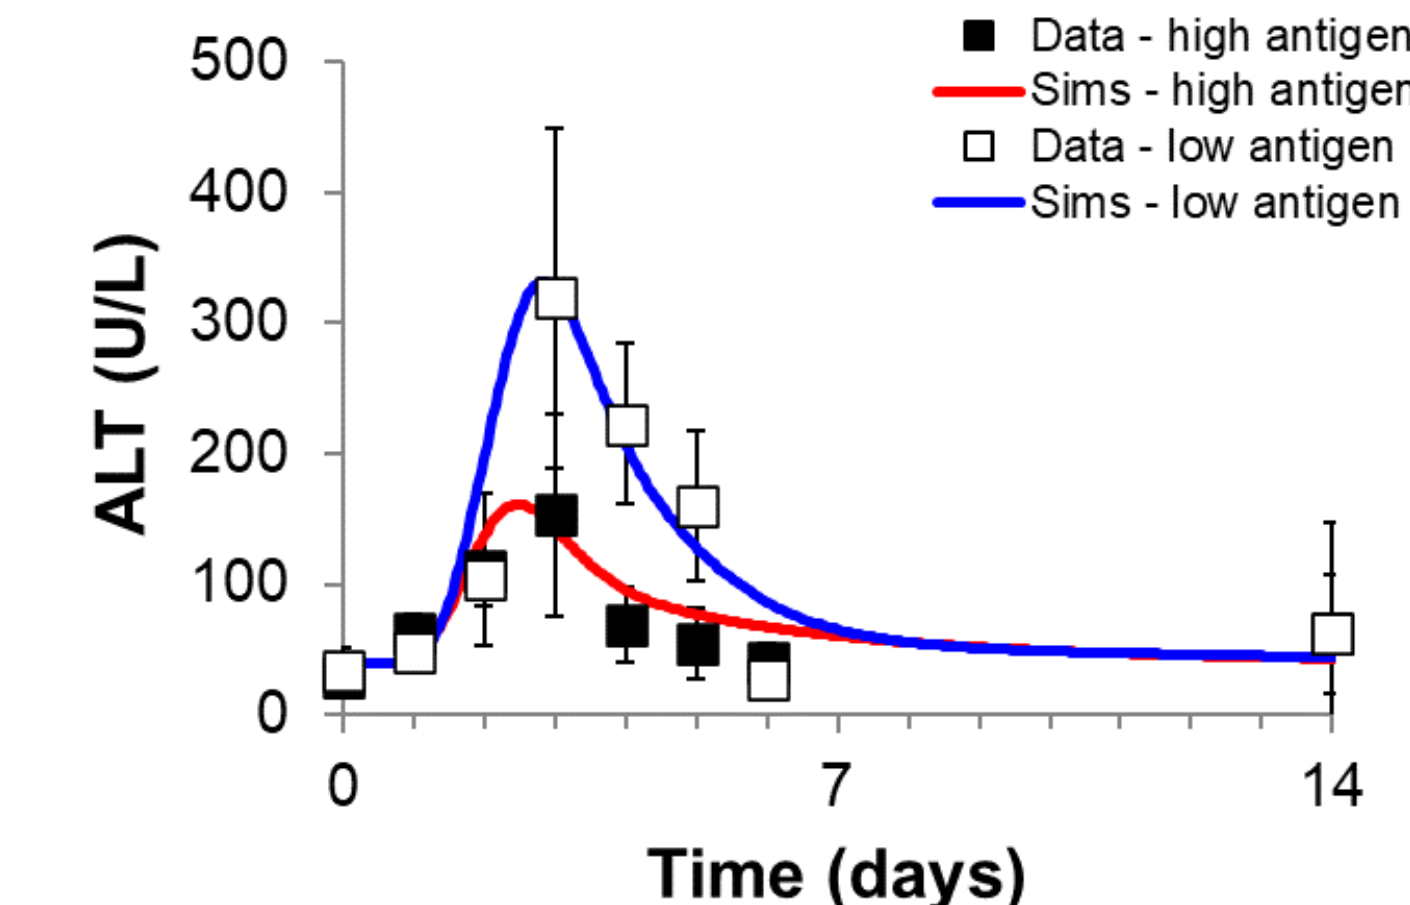 Data - high antigen
Sims - high antigen
Data - low antigen
Sims - low antigen
500
400
300
200
100
0
ALT (U/L)
0 7 14
Time (days)